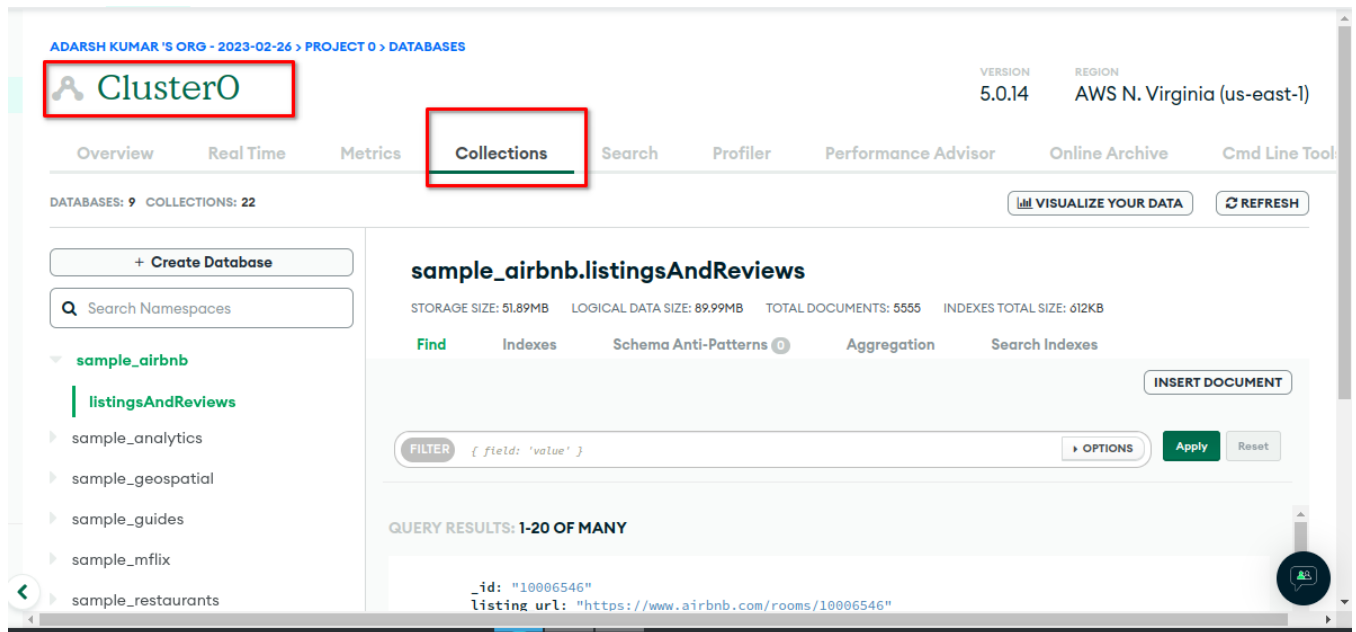 ADARSH KUMAR 'S ORG - 2023-02-26 > PROJECT 0 > DATABASES
Cluster0
VERSION REGION
5.0.14 AWS N. Virginia (us-east-1)
Overview Real Time Metrics Collections Search Profiler Performance Advisor Online Archive Cmd Line Tool
DATABASES: 9 COLLECTIONS: 22
VISUALIZE YOUR DATA REFRESH
+ Create Database
Search Namespaces
sample_airbnb
listingsAndReviews
sample_analytics
sample_geospatial
sample_guides
sample_mflix
sample_restaurants
sample_airbnb.listingsAndReviews
STORAGE SIZE: 51.89MB LOGICAL DATA SIZE: 89.99MB TOTAL DOCUMENTS: 5555 INDEXES TOTAL SIZE: 612KB
Find Indexes Schema Anti-Patterns 0 Aggregation Search Indexes
INSERT DOCUMENT
FILTER { field: 'value' } OPTIONS Apply Reset
QUERY RESULTS: 1-20 OF MANY
_id: "10006546"
listing_url: "https://www.airbnb.com/rooms/10006546"